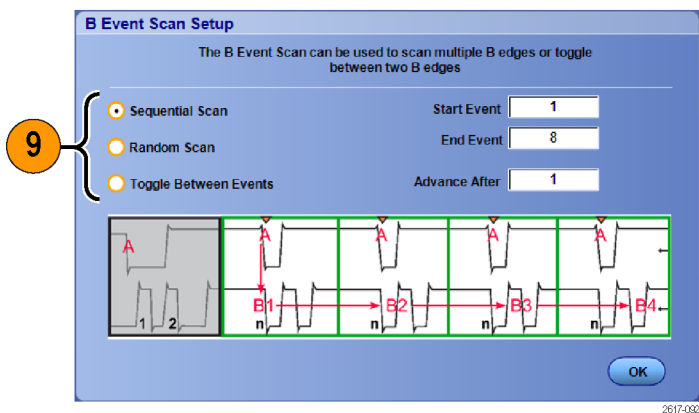 B Event Scan Setup
The B Event Scan can be used to scan multiple B edges or toggle
between two B edges
9
Sequential Scan
Random Scan
Toggle Between Events
Start Event 1
End Event 8
Advance After 1
A A A A A
B1 B2 B3 B4
1 2 n n n n
OK
2617-092